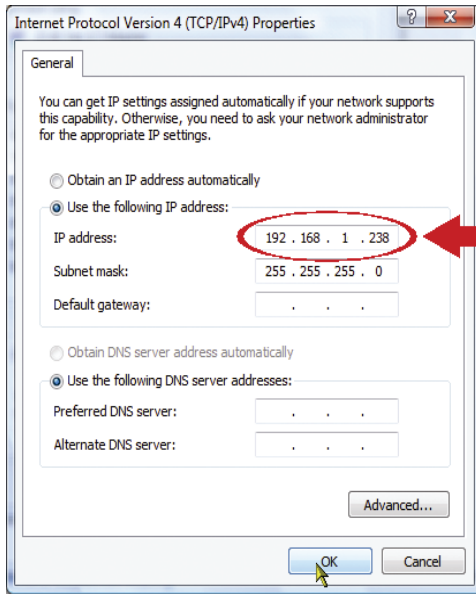 Internet Protocol Version 4 (TCP/IPv4) Properties
General
You can get IP settings assigned automatically if your network supports
this capability. Otherwise, you need to ask your network administrator
for the appropriate IP settings.
Obtain an IP address automatically
Use the following IP address:
IP address: 192 . 168 . 1 . 238
Subnet mask: 255 . 255 . 255 . 0
Default gateway: . . .
Obtain DNS server address automatically
Use the following DNS server addresses:
Preferred DNS server: . . .
Alternate DNS server: . . .
Advanced...
OK Cancel